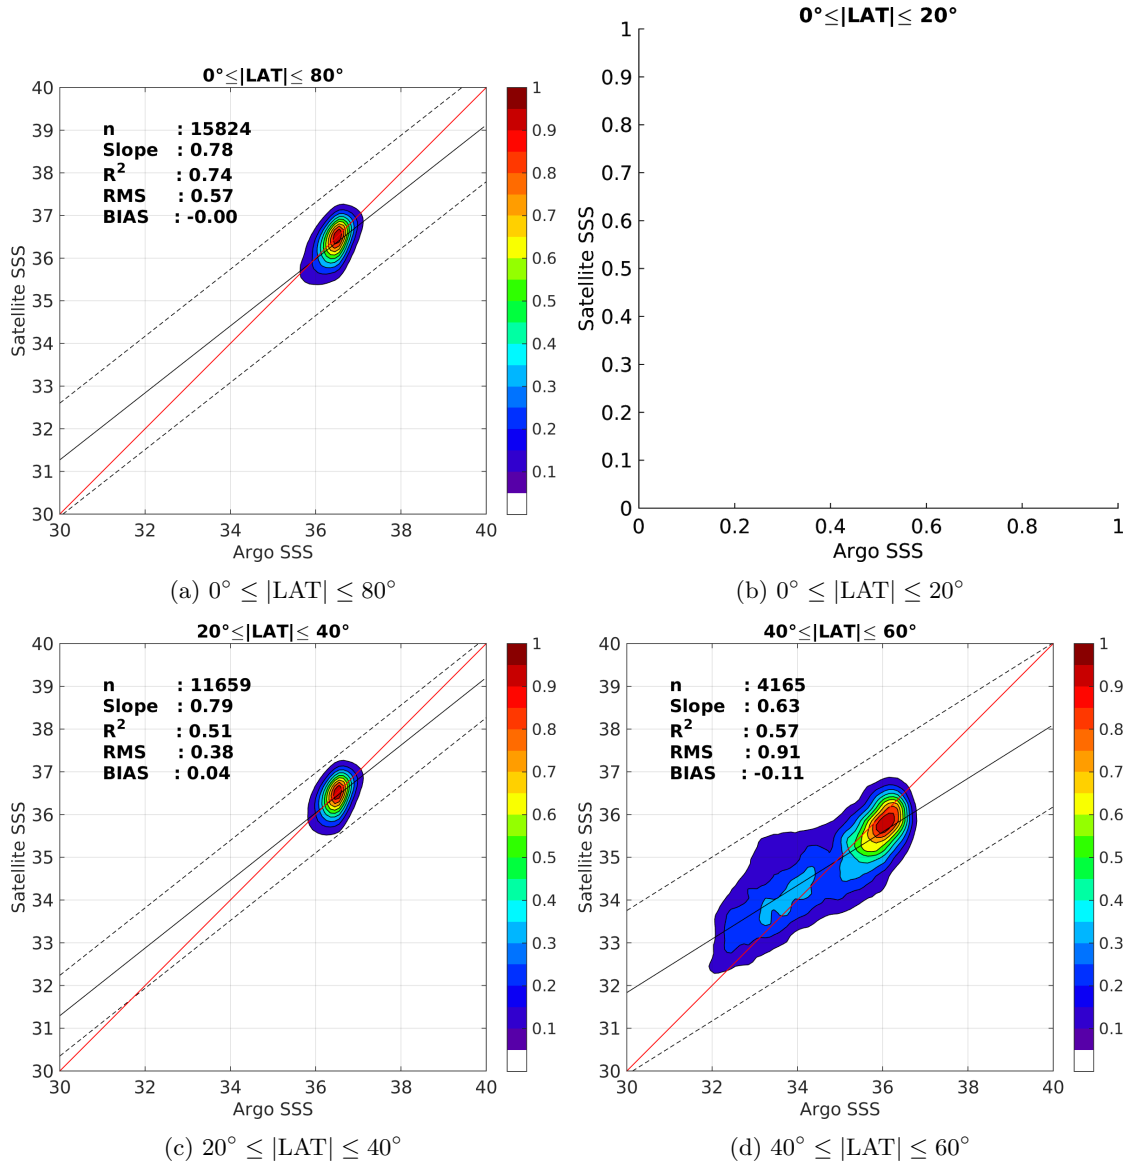 0°≤|LAT|≤ 80°
n : 15824
Slope : 0.78
R² : 0.74
RMS : 0.57
BIAS : -0.00
40
39
38
37
36
35
34
33
32
31
30
30 32 34 36 38 40
Satellite SSS
Argo SSS
1
0.9
0.8
0.7
0.6
0.5
0.4
0.3
0.2
0.1
(a) 0° ≤ |LAT| ≤ 80°
0°≤|LAT|≤ 20°
1
0.9
0.8
0.7
0.6
0.5
0.4
0.3
0.2
0.1
0
0 0.2 0.4 0.6 0.8 1
Satellite SSS
Argo SSS
(b) 0° ≤ |LAT| ≤ 20°
20°≤|LAT|≤ 40°
n : 11659
Slope : 0.79
R² : 0.51
RMS : 0.38
BIAS : 0.04
40
39
38
37
36
35
34
33
32
31
30
30 32 34 36 38 40
Satellite SSS
Argo SSS
1
0.9
0.8
0.7
0.6
0.5
0.4
0.3
0.2
0.1
(c) 20° ≤ |LAT| ≤ 40°
40°≤|LAT|≤ 60°
n : 4165
Slope : 0.63
R² : 0.57
RMS : 0.91
BIAS : -0.11
40
39
38
37
36
35
34
33
32
31
30
30 32 34 36 38 40
Satellite SSS
Argo SSS
1
0.9
0.8
0.7
0.6
0.5
0.4
0.3
0.2
0.1
(d) 40° ≤ |LAT| ≤ 60°